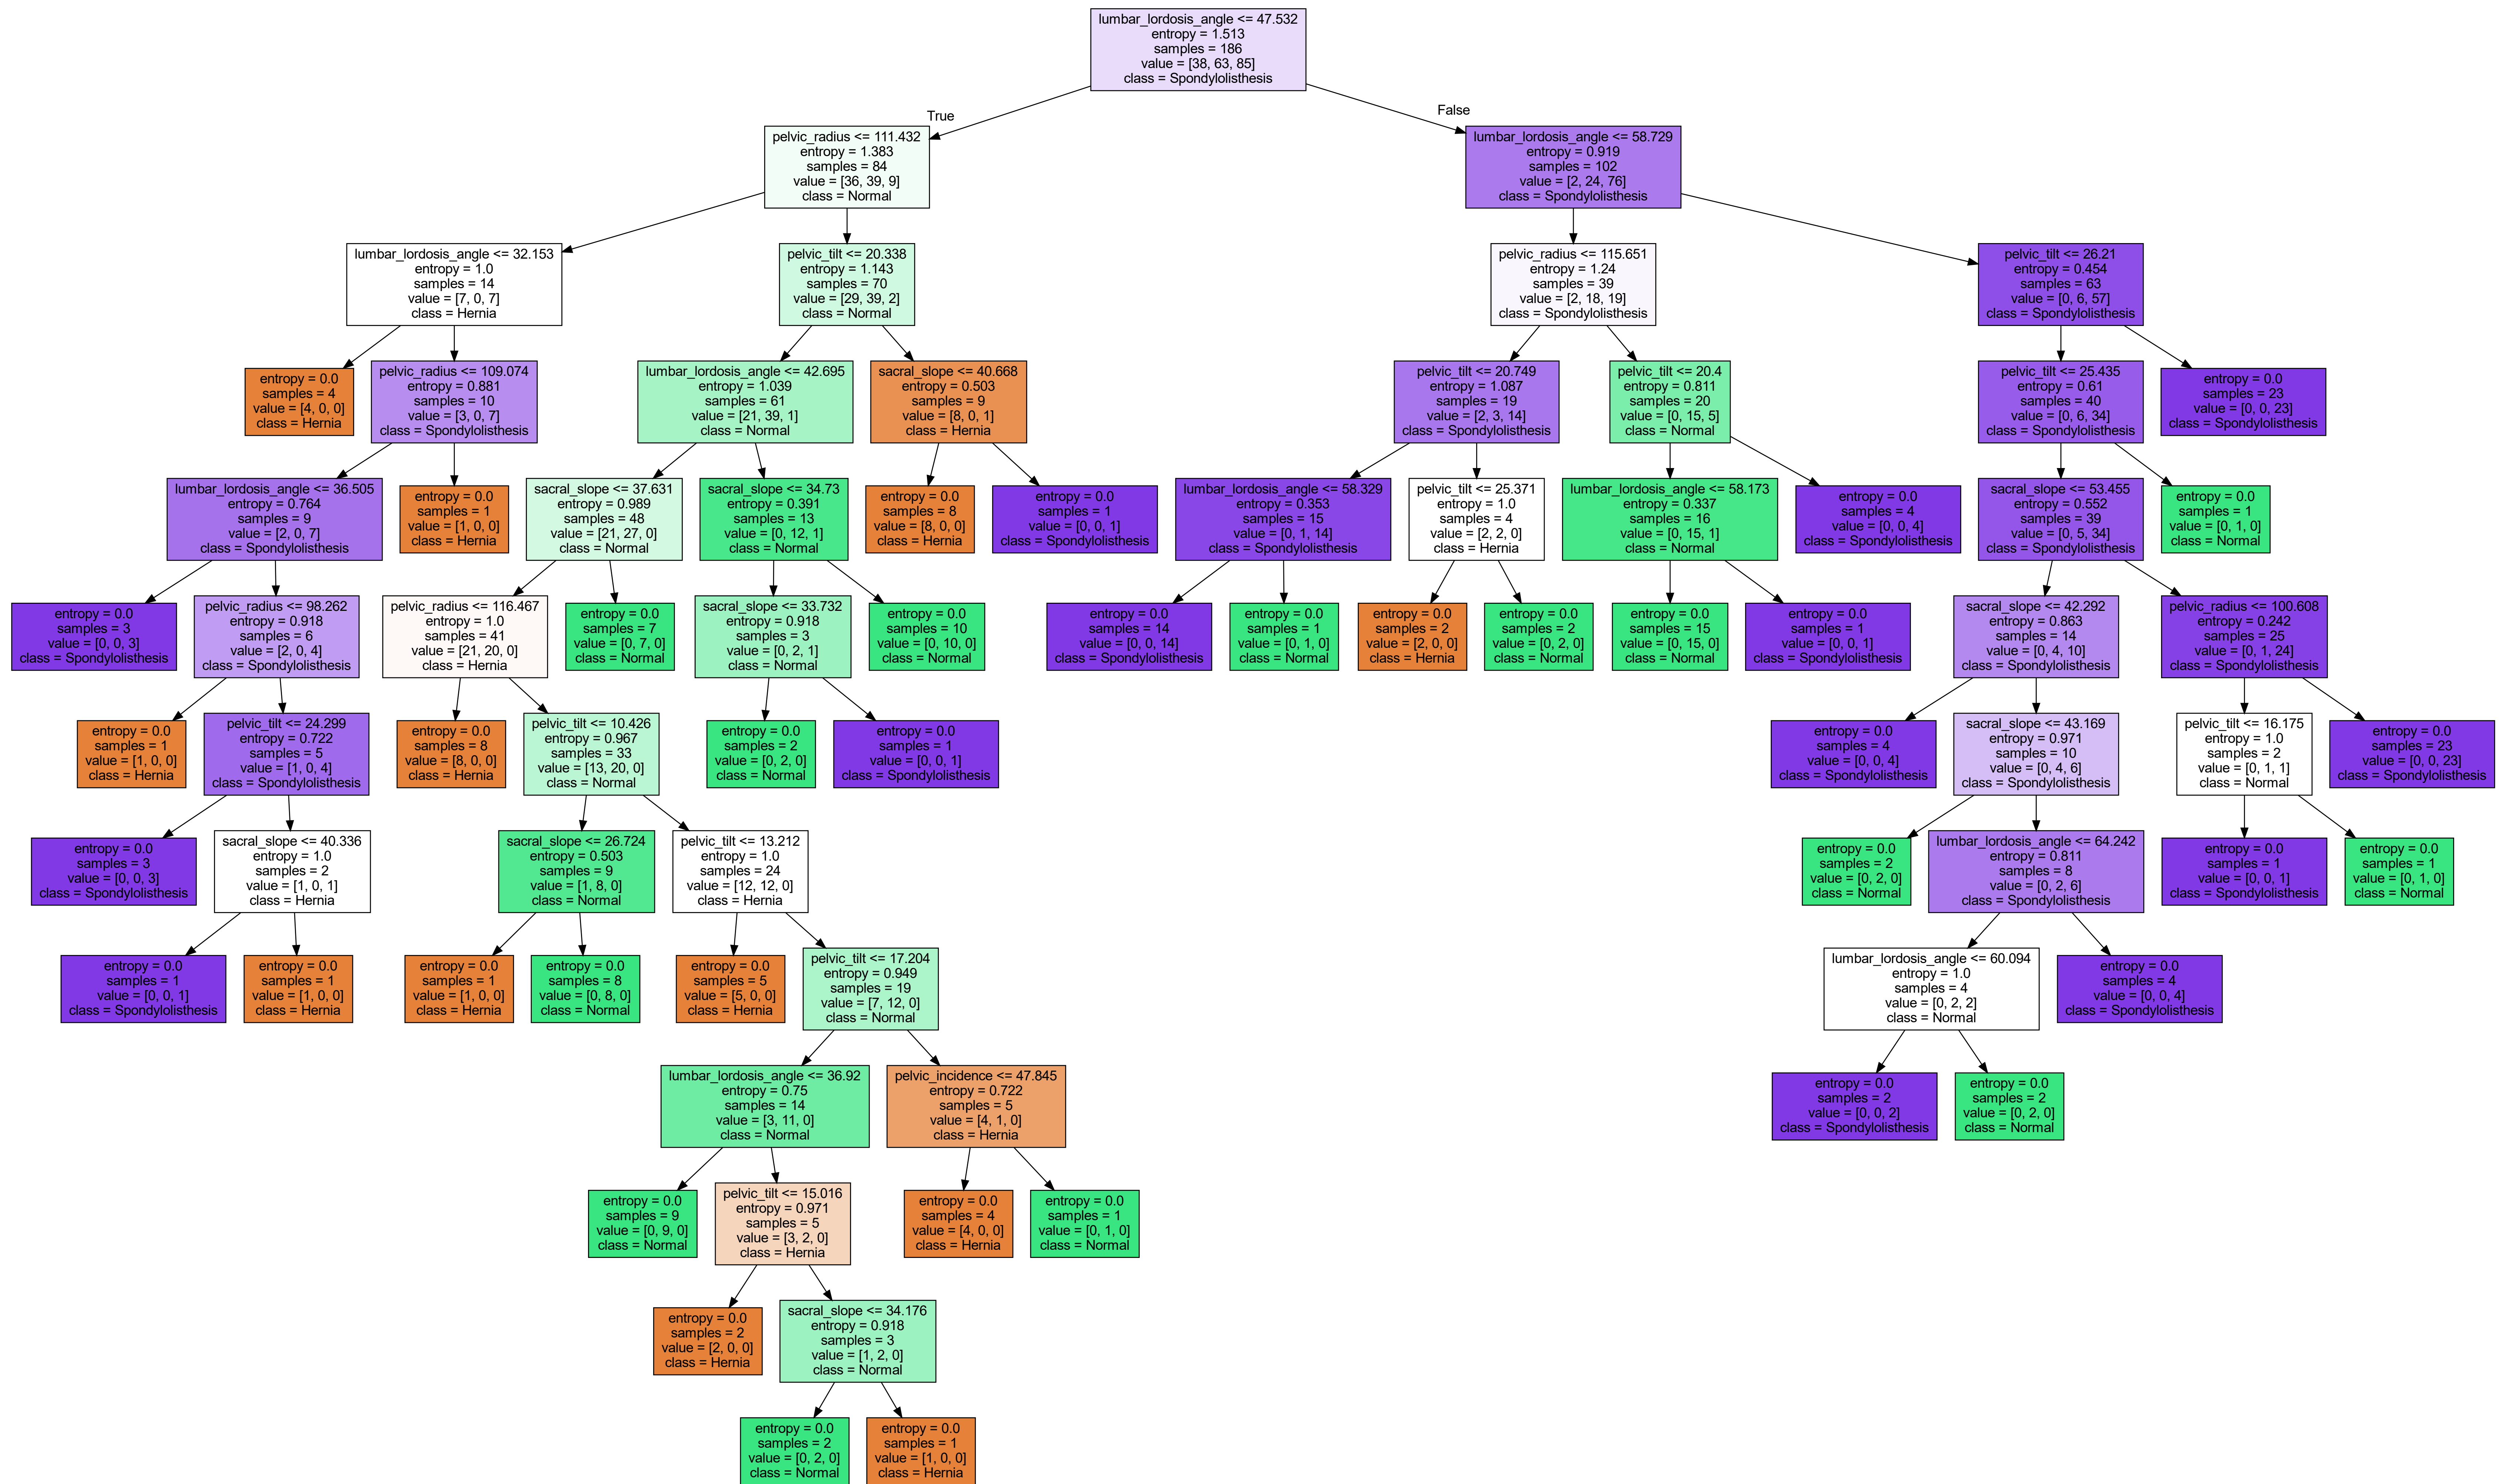 lumbar_lordosis_angle <= 47.532
entropy = 1.513
samples = 186
value = [38, 63, 85]
class = Spondylolisthesis
True
False
pelvic_radius <= 111.432
entropy = 1.383
samples = 84
value = [36, 39, 9]
class = Normal
lumbar_lordosis_angle <= 58.729
entropy = 0.919
samples = 102
value = [2, 24, 76]
class = Spondylolisthesis
lumbar_lordosis_angle <= 32.153
entropy = 1.0
samples = 14
value = [7, 0, 7]
class = Hernia
pelvic_tilt <= 20.338
entropy = 1.143
samples = 70
value = [29, 39, 2]
class = Normal
pelvic_radius <= 115.651
entropy = 1.24
samples = 39
value = [2, 18, 19]
class = Spondylolisthesis
pelvic_tilt <= 26.21
entropy = 0.454
samples = 63
value = [0, 6, 57]
class = Spondylolisthesis
entropy = 0.0
samples = 4
value = [4, 0, 0]
class = Hernia
pelvic_radius <= 109.074
entropy = 0.881
samples = 10
value = [3, 0, 7]
class = Spondylolisthesis
lumbar_lordosis_angle <= 42.695
entropy = 1.039
samples = 61
value = [21, 39, 1]
class = Normal
sacral_slope <= 40.668
entropy = 0.503
samples = 9
value = [8, 0, 1]
class = Hernia
pelvic_tilt <= 20.749
entropy = 1.087
samples = 19
value = [2, 3, 14]
class = Spondylolisthesis
pelvic_tilt <= 20.4
entropy = 0.811
samples = 20
value = [0, 15, 5]
class = Normal
pelvic_tilt <= 25.435
entropy = 0.61
samples = 40
value = [0, 6, 34]
class = Spondylolisthesis
entropy = 0.0
samples = 23
value = [0, 0, 23]
class = Spondylolisthesis
lumbar_lordosis_angle <= 36.505
entropy = 0.764
samples = 9
value = [2, 0, 7]
class = Spondylolisthesis
entropy = 0.0
samples = 1
value = [1, 0, 0]
class = Hernia
sacral_slope <= 37.631
entropy = 0.989
samples = 48
value = [21, 27, 0]
class = Normal
sacral_slope <= 34.73
entropy = 0.391
samples = 13
value = [0, 12, 1]
class = Normal
entropy = 0.0
samples = 8
value = [8, 0, 0]
class = Hernia
entropy = 0.0
samples = 1
value = [0, 0, 1]
class = Spondylolisthesis
lumbar_lordosis_angle <= 58.329
entropy = 0.353
samples = 15
value = [0, 1, 14]
class = Spondylolisthesis
pelvic_tilt <= 25.371
entropy = 1.0
samples = 4
value = [2, 2, 0]
class = Hernia
lumbar_lordosis_angle <= 58.173
entropy = 0.337
samples = 16
value = [0, 15, 1]
class = Normal
entropy = 0.0
samples = 4
value = [0, 0, 4]
class = Spondylolisthesis
sacral_slope <= 53.455
entropy = 0.552
samples = 39
value = [0, 5, 34]
class = Spondylolisthesis
entropy = 0.0
samples = 1
value = [0, 1, 0]
class = Normal
entropy = 0.0
samples = 3
value = [0, 0, 3]
class = Spondylolisthesis
pelvic_radius <= 98.262
entropy = 0.918
samples = 6
value = [2, 0, 4]
class = Spondylolisthesis
pelvic_radius <= 116.467
entropy = 1.0
samples = 41
value = [21, 20, 0]
class = Hernia
entropy = 0.0
samples = 7
value = [0, 7, 0]
class = Normal
sacral_slope <= 33.732
entropy = 0.918
samples = 3
value = [0, 2, 1]
class = Normal
entropy = 0.0
samples = 10
value = [0, 10, 0]
class = Normal
entropy = 0.0
samples = 14
value = [0, 0, 14]
class = Spondylolisthesis
entropy = 0.0
samples = 1
value = [0, 1, 0]
class = Normal
entropy = 0.0
samples = 2
value = [2, 0, 0]
class = Hernia
entropy = 0.0
samples = 2
value = [0, 2, 0]
class = Normal
entropy = 0.0
samples = 15
value = [0, 15, 0]
class = Normal
entropy = 0.0
samples = 1
value = [0, 0, 1]
class = Spondylolisthesis
sacral_slope <= 42.292
entropy = 0.863
samples = 14
value = [0, 4, 10]
class = Spondylolisthesis
pelvic_radius <= 100.608
entropy = 0.242
samples = 25
value = [0, 1, 24]
class = Spondylolisthesis
entropy = 0.0
samples = 1
value = [1, 0, 0]
class = Hernia
pelvic_tilt <= 24.299
entropy = 0.722
samples = 5
value = [1, 0, 4]
class = Spondylolisthesis
entropy = 0.0
samples = 8
value = [8, 0, 0]
class = Hernia
pelvic_tilt <= 10.426
entropy = 0.967
samples = 33
value = [13, 20, 0]
class = Normal
entropy = 0.0
samples = 2
value = [0, 2, 0]
class = Normal
entropy = 0.0
samples = 1
value = [0, 0, 1]
class = Spondylolisthesis
entropy = 0.0
samples = 4
value = [0, 0, 4]
class = Spondylolisthesis
sacral_slope <= 43.169
entropy = 0.971
samples = 10
value = [0, 4, 6]
class = Spondylolisthesis
pelvic_tilt <= 16.175
entropy = 1.0
samples = 2
value = [0, 1, 1]
class = Normal
entropy = 0.0
samples = 23
value = [0, 0, 23]
class = Spondylolisthesis
entropy = 0.0
samples = 3
value = [0, 0, 3]
class = Spondylolisthesis
sacral_slope <= 40.336
entropy = 1.0
samples = 2
value = [1, 0, 1]
class = Hernia
sacral_slope <= 26.724
entropy = 0.503
samples = 9
value = [1, 8, 0]
class = Normal
pelvic_tilt <= 13.212
entropy = 1.0
samples = 24
value = [12, 12, 0]
class = Hernia
entropy = 0.0
samples = 2
value = [0, 2, 0]
class = Normal
lumbar_lordosis_angle <= 64.242
entropy = 0.811
samples = 8
value = [0, 2, 6]
class = Spondylolisthesis
entropy = 0.0
samples = 1
value = [0, 0, 1]
class = Spondylolisthesis
entropy = 0.0
samples = 1
value = [0, 1, 0]
class = Normal
entropy = 0.0
samples = 1
value = [0, 0, 1]
class = Spondylolisthesis
entropy = 0.0
samples = 1
value = [1, 0, 0]
class = Hernia
entropy = 0.0
samples = 1
value = [1, 0, 0]
class = Hernia
entropy = 0.0
samples = 8
value = [0, 8, 0]
class = Normal
entropy = 0.0
samples = 5
value = [5, 0, 0]
class = Hernia
pelvic_tilt <= 17.204
entropy = 0.949
samples = 19
value = [7, 12, 0]
class = Normal
lumbar_lordosis_angle <= 60.094
entropy = 1.0
samples = 4
value = [0, 2, 2]
class = Normal
entropy = 0.0
samples = 4
value = [0, 0, 4]
class = Spondylolisthesis
lumbar_lordosis_angle <= 36.92
entropy = 0.75
samples = 14
value = [3, 11, 0]
class = Normal
pelvic_incidence <= 47.845
entropy = 0.722
samples = 5
value = [4, 1, 0]
class = Hernia
entropy = 0.0
samples = 2
value = [0, 0, 2]
class = Spondylolisthesis
entropy = 0.0
samples = 2
value = [0, 2, 0]
class = Normal
entropy = 0.0
samples = 9
value = [0, 9, 0]
class = Normal
pelvic_tilt <= 15.016
entropy = 0.971
samples = 5
value = [3, 2, 0]
class = Hernia
entropy = 0.0
samples = 4
value = [4, 0, 0]
class = Hernia
entropy = 0.0
samples = 1
value = [0, 1, 0]
class = Normal
entropy = 0.0
samples = 2
value = [2, 0, 0]
class = Hernia
sacral_slope <= 34.176
entropy = 0.918
samples = 3
value = [1, 2, 0]
class = Normal
entropy = 0.0
samples = 2
value = [0, 2, 0]
class = Normal
entropy = 0.0
samples = 1
value = [1, 0, 0]
class = Hernia